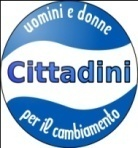 uomini e donne
Cittadini
per il cambiamento